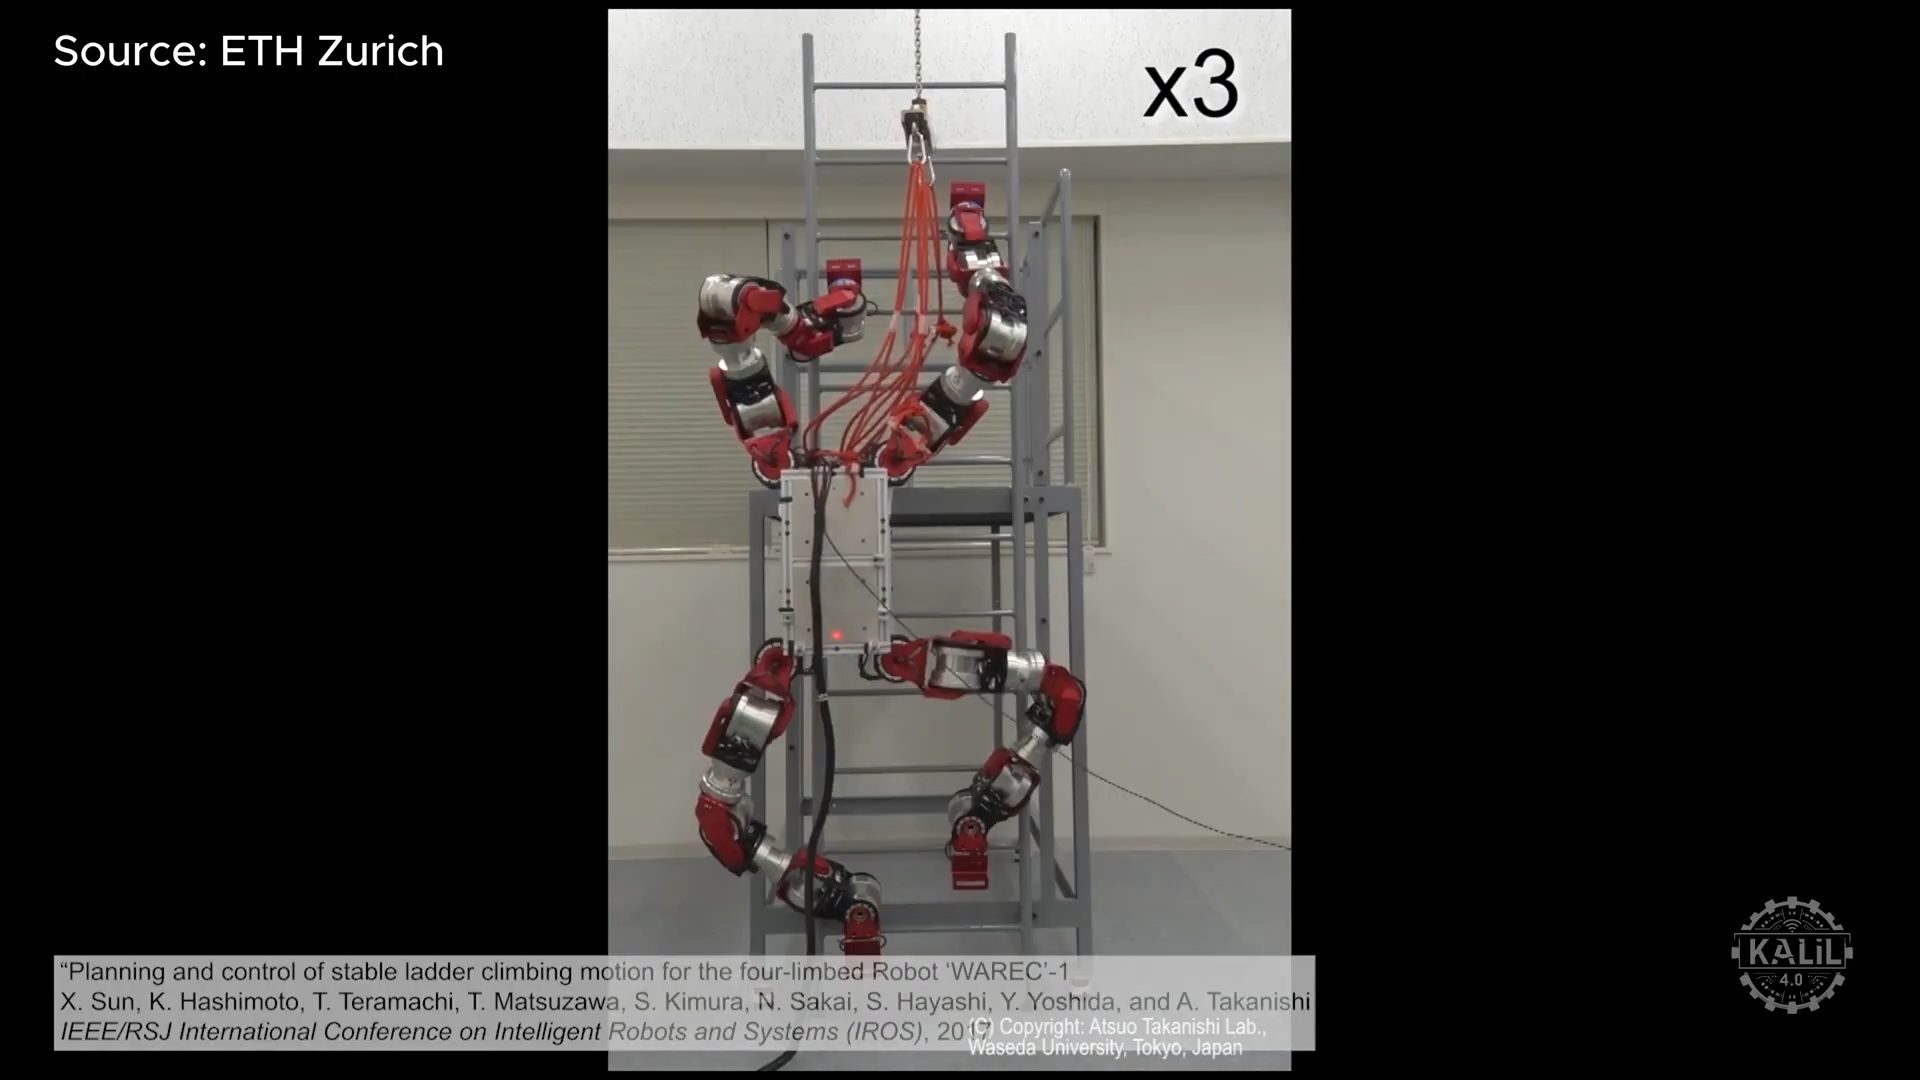 Source: ETH Zurich
x3
“Planning and control of stable ladder climbing motion for the four-limbed Robot ‘WAREC’-1
X. Sun, K. Hashimoto, T. Teramachi, T. Matsuzawa, S. Kimura, N. Sakai, S. Hayashi, Y. Yoshida, and A. Takanishi
IEEE/RSJ International Conference on Intelligent Robots and Systems (IROS), 2017
(C) Copyright: Atsuo Takanishi Lab.,
Waseda University, Tokyo, Japan
KALiL
4.0